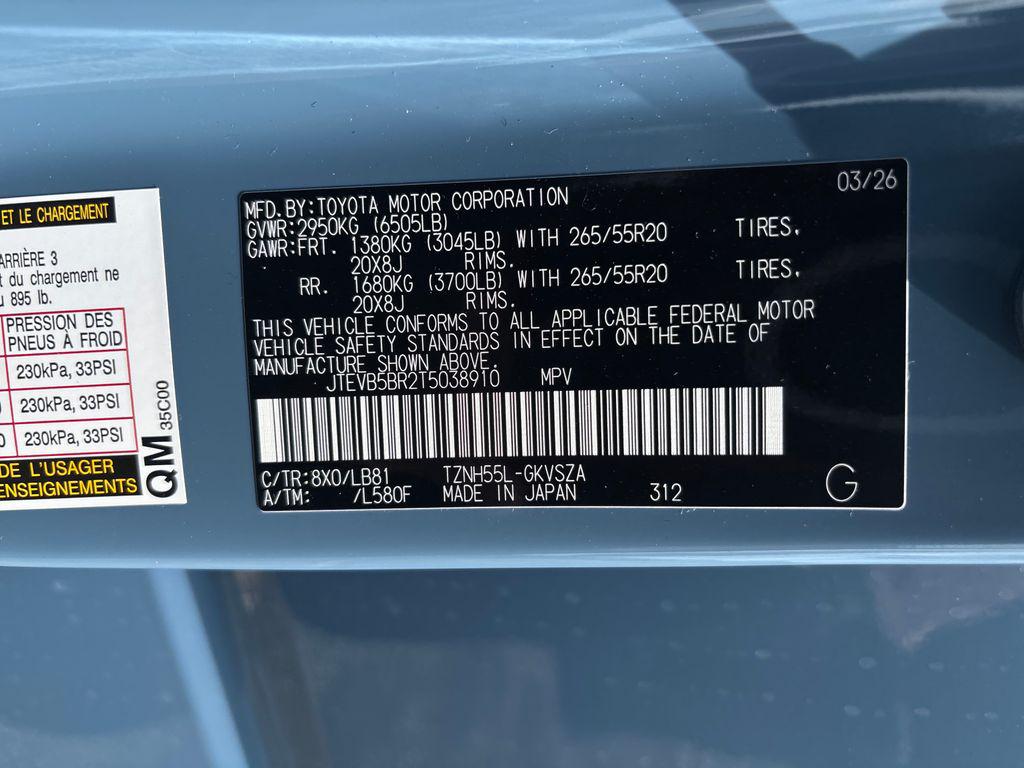 ET LE CHARGEMENT
ARRIÈRE 3
t du chargement ne
895 lb.
PRESSION DES
PNEUS À FROID
230kPa, 33PSI
230kPa, 33PSI
0 230kPa, 33PSI
DE L'USAGER
ENSEIGNEMENTS
QM 35C00
03/26
MFD.BY:TOYOTA MOTOR CORPORATION
GVWR:2950KG (6505LB)
GAWR:FRT. 1380KG (3045LB) WITH 265/55R20 TIRES.
20X8J RIMS.
RR. 1680KG (3700LB) WITH 265/55R20 TIRES.
20X8J RIMS.
THIS VEHICLE CONFORMS TO ALL APPLICABLE FEDERAL MOTOR
VEHICLE SAFETY STANDARDS IN EFFECT ON THE DATE OF
MANUFACTURE SHOWN ABOVE.
JTEVB5BR2T5038910 MPV
C/TR:8X0/LB81 TZNH55L-GKVSZA
A/TM: /L580F MADE IN JAPAN 312
G